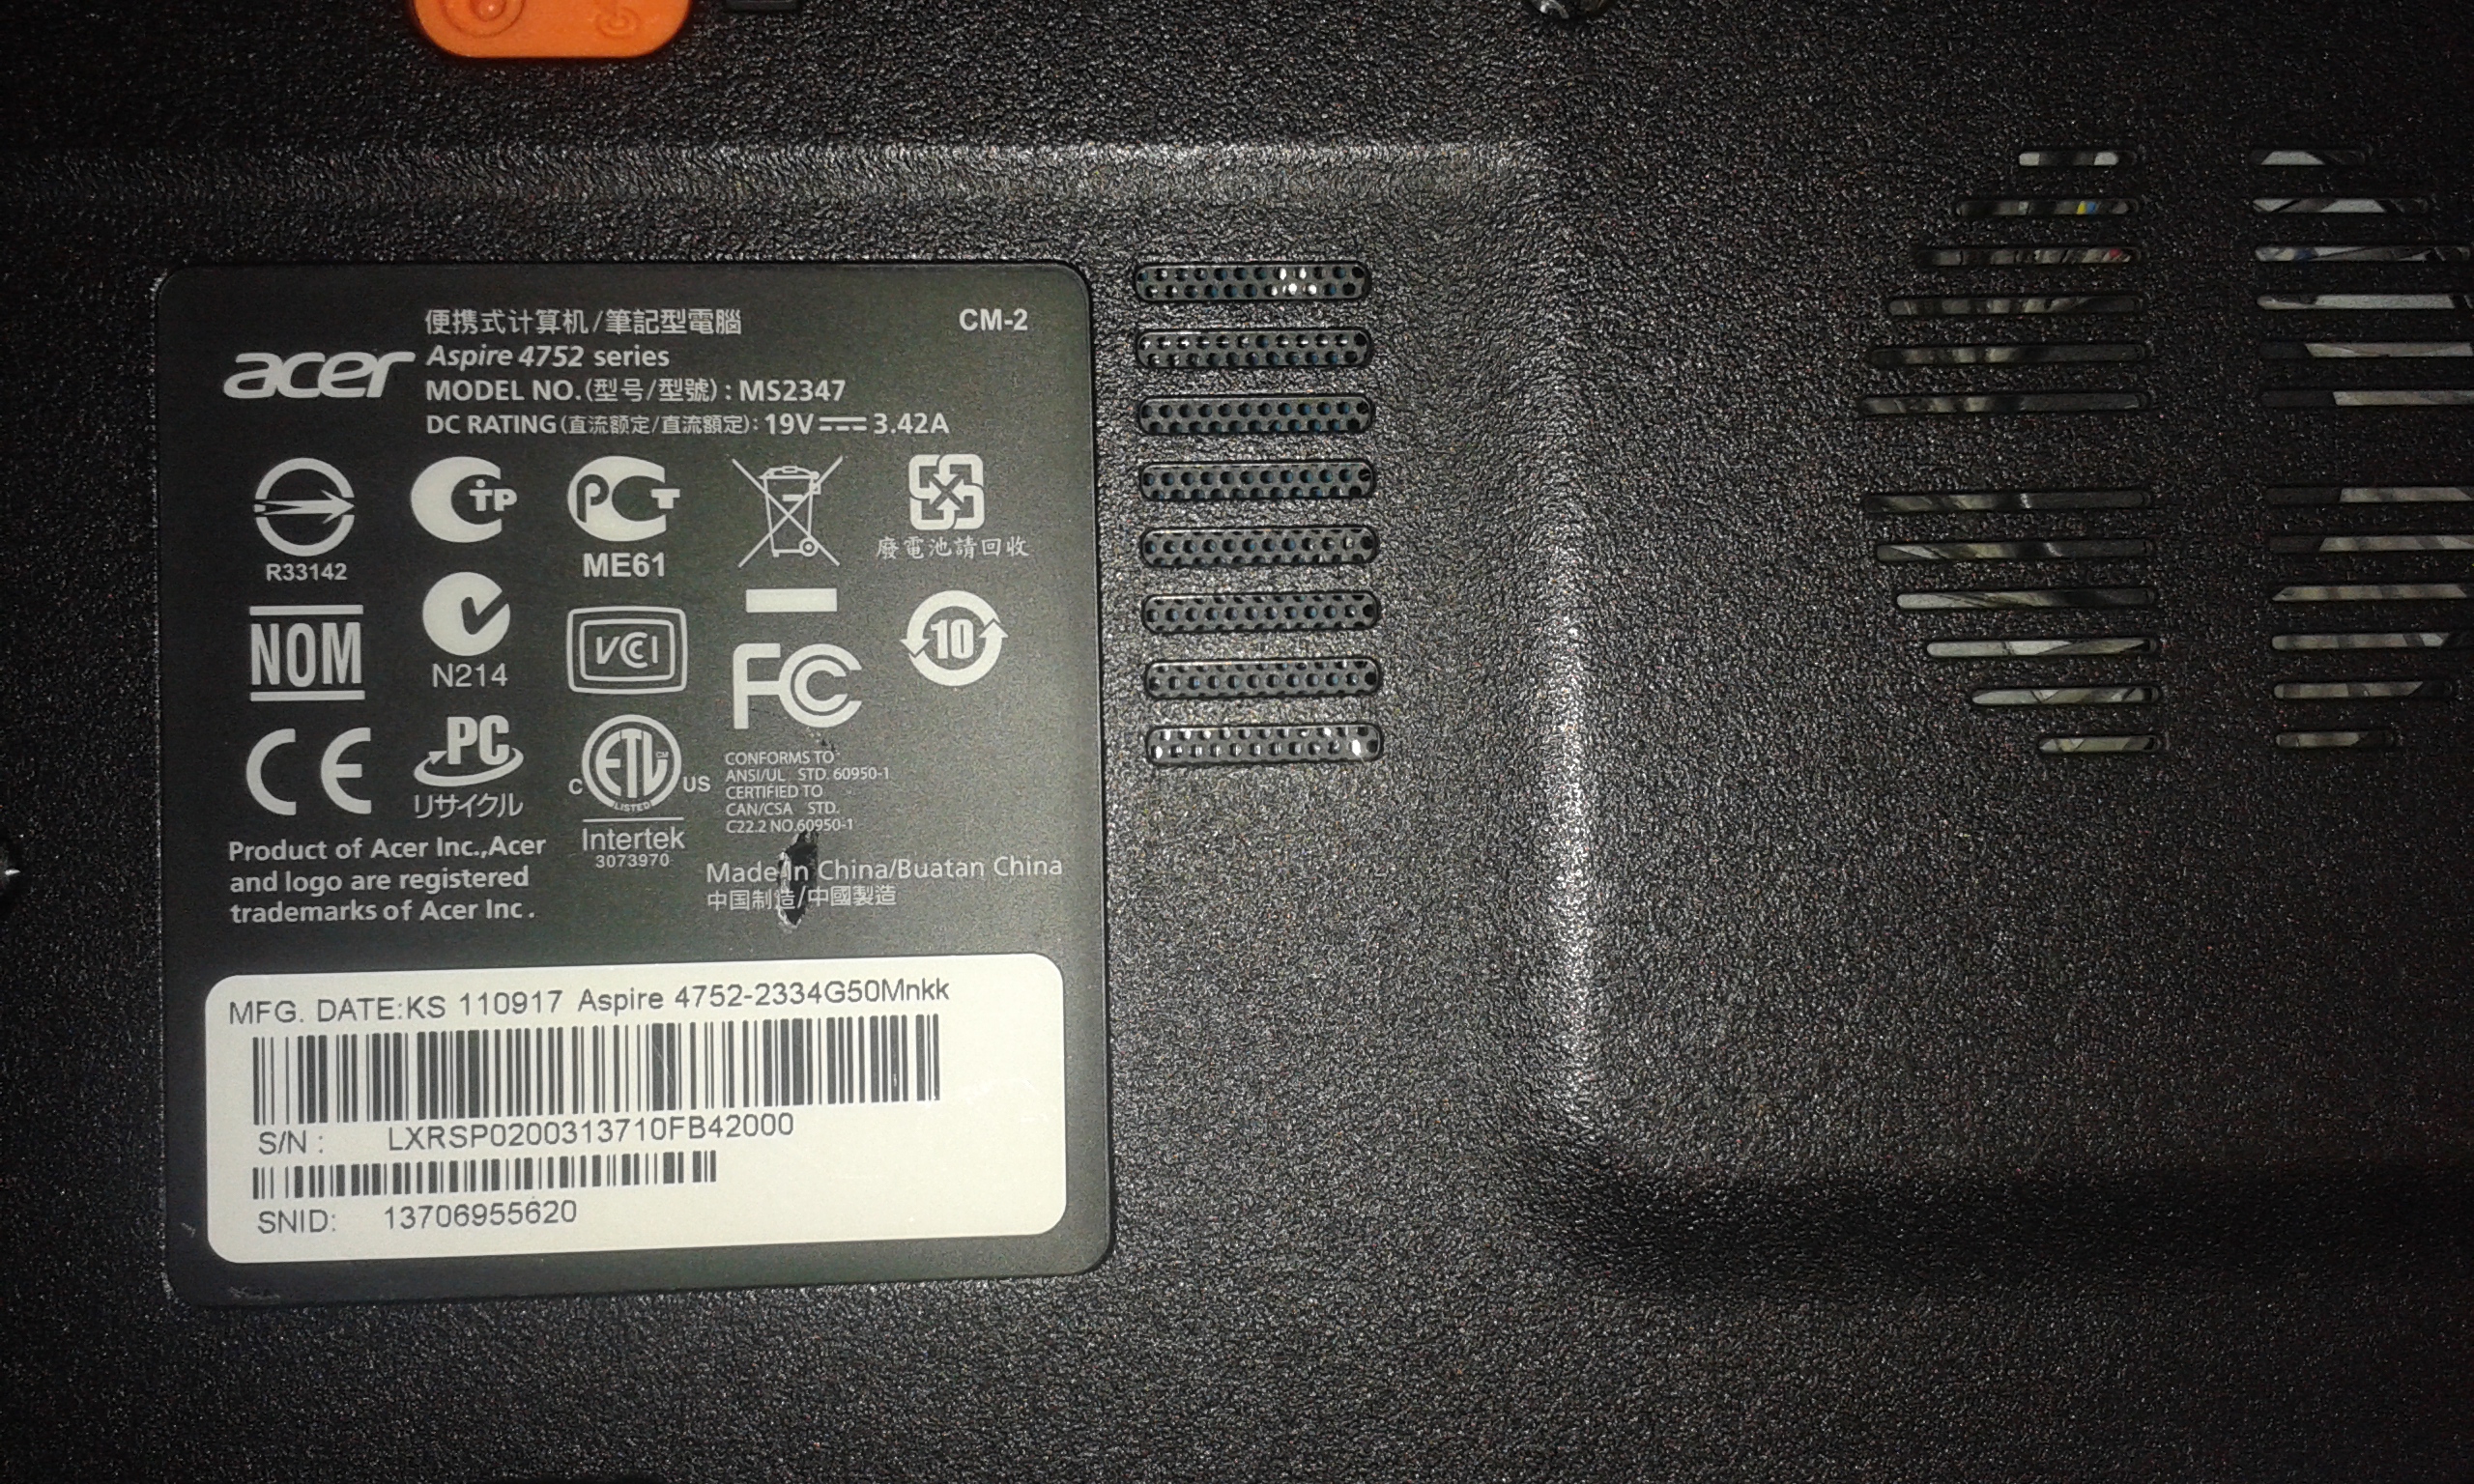 便携式计算机/筆記型電腦
CM-2
acer
Aspire 4752 series
MODEL NO.(型号/型號) : MS2347
DC RATING(直流额定/直流額定): 19V 3.42A
R33142
ME61
廢電池請回收
NOM
N214
VCI
FC
10
CE
PC
リサイクル
C ETL CM US
LISTED
Intertek
3073970
CONFORMS TO
ANSI/UL STD. 60950-1
CERTIFIED TO
CAN/CSA STD.
C22.2 NO.60950-1
Product of Acer Inc.,Acer
and logo are registered
trademarks of Acer Inc .
Made In China/Buatan China
中国制造/中國製造
MFG. DATE:KS 110917 Aspire 4752-2334G50Mnkk
S/N : LXRSP0200313710FB42000
SNID: 13706955620